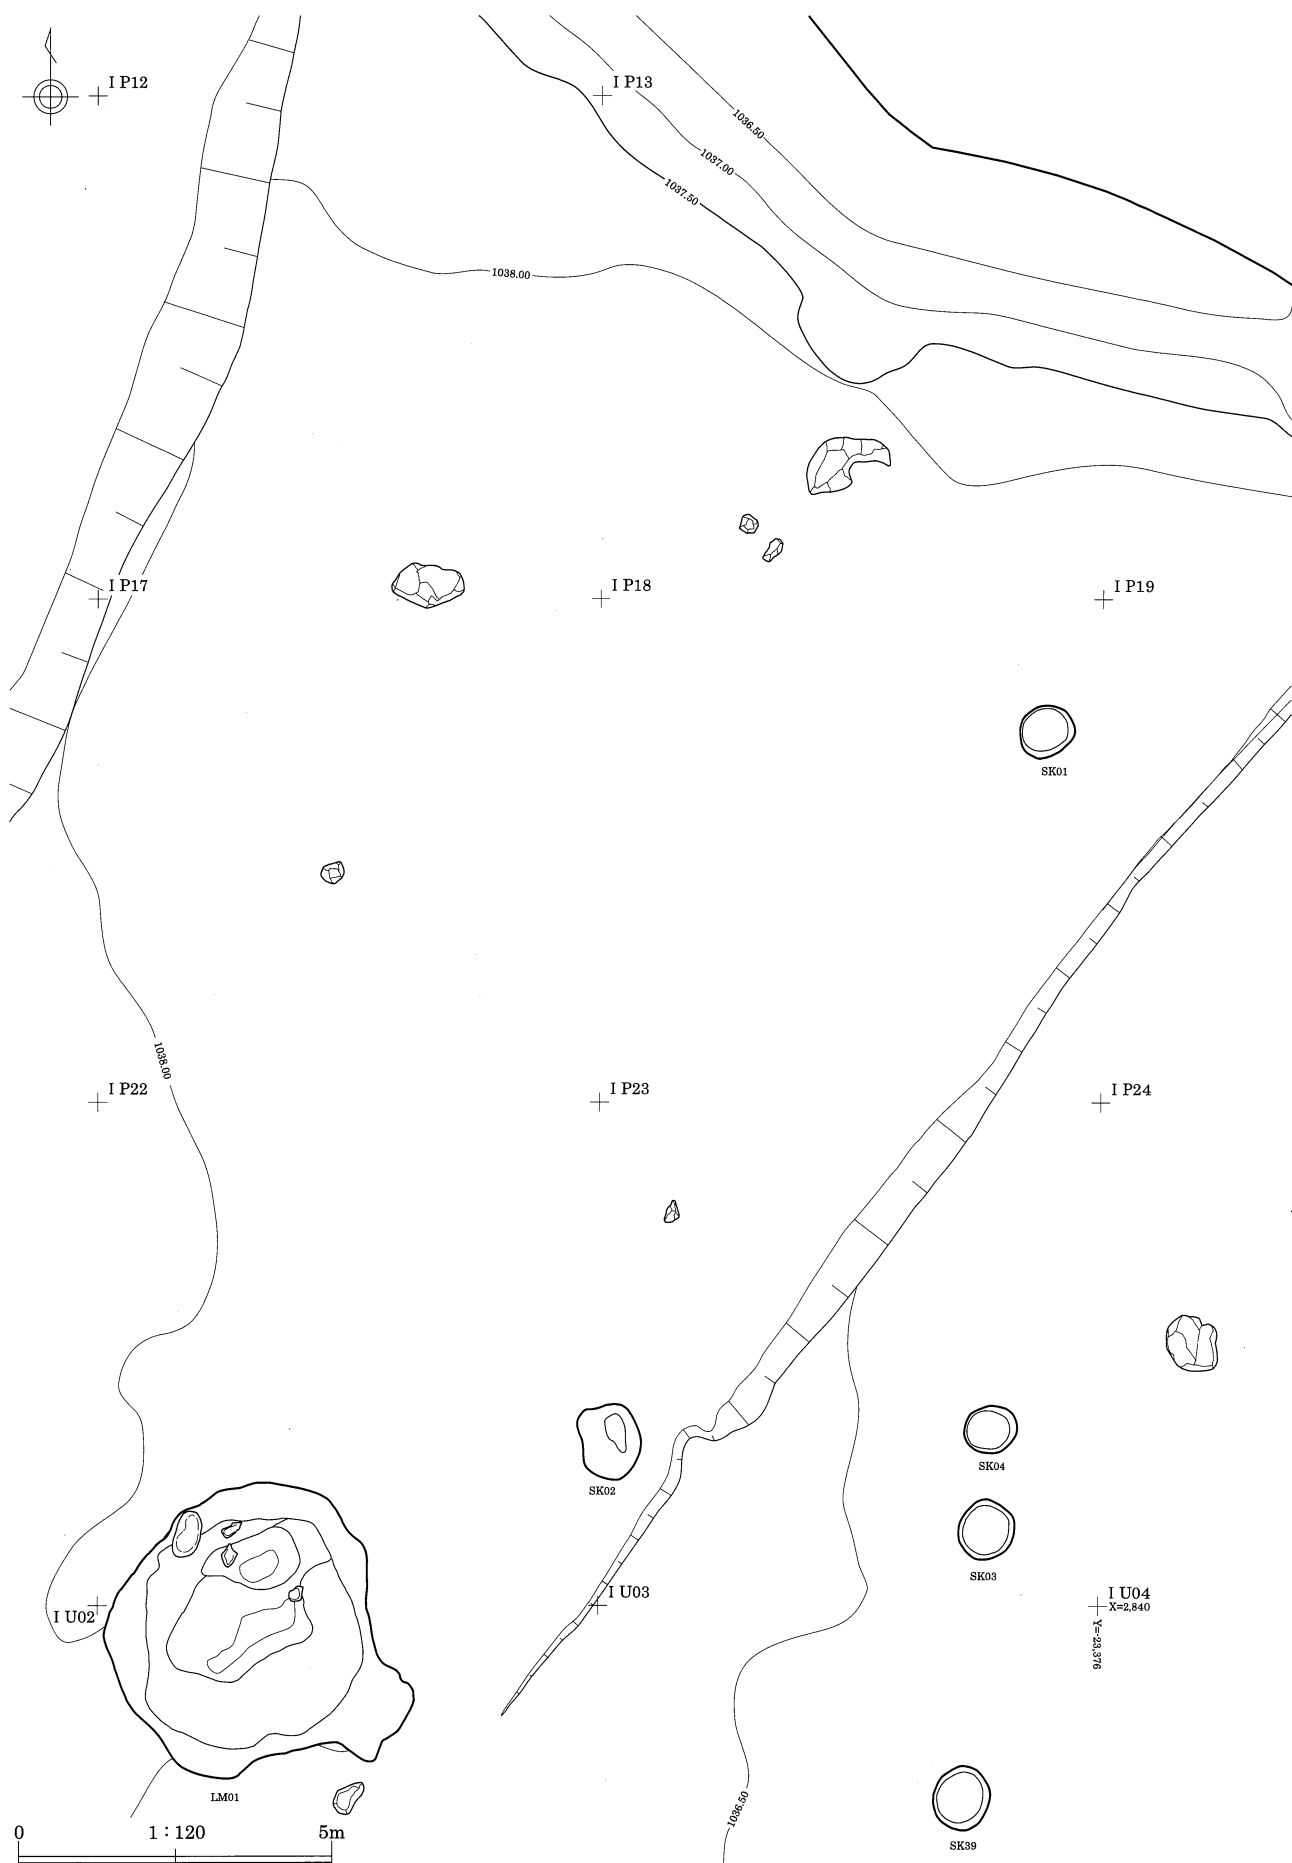 I P12
I P13
1036.50
1037.00
1037.50
1038.00
I P17
I P18
I P19
SK01
1038.00
I P22
I P23
I P24
SK04
SK02
SK03
I U02
I U03
I U04
X=2,840
Y=-23,376
LM01
1036.50
0 1:120 5m
SK39